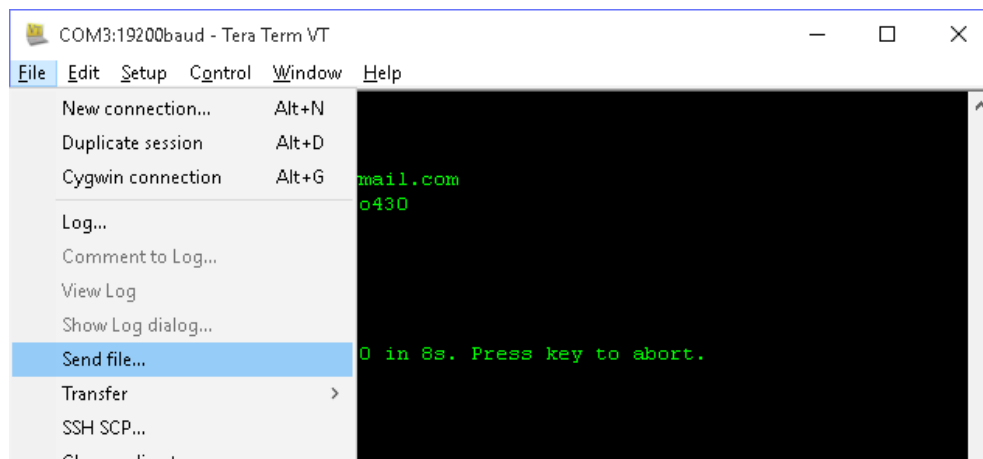 COM3:19200baud - Tera Term VT
File Edit Setup Control Window Help
New connection... Alt+N
Duplicate session Alt+D
Cygwin connection Alt+G
mail.com
o430
Log...
Comment to Log...
View Log
Show Log dialog...
Send file...
0 in 8s. Press key to abort.
Transfer
SSH SCP...